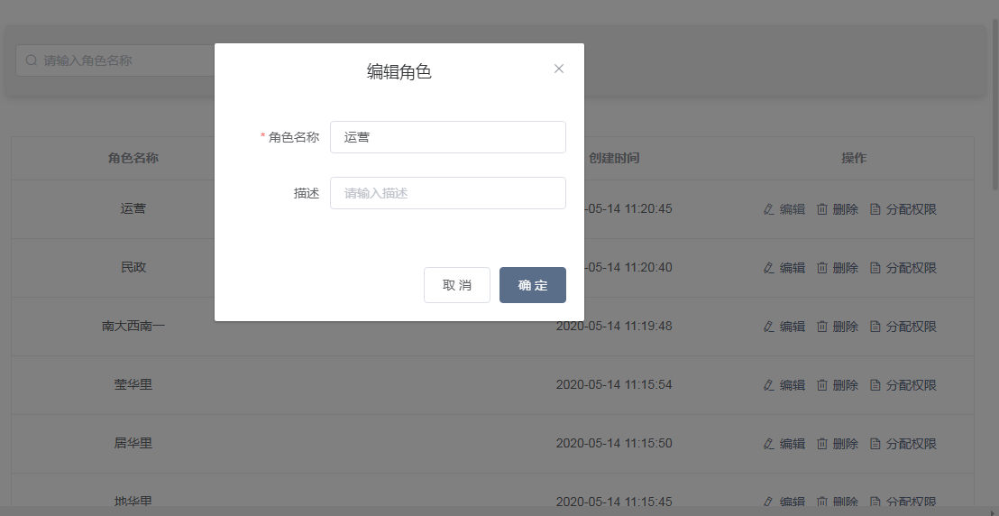 请输入角色名称
编辑角色
* 角色名称 运营
描述 请输入描述
取 消 确 定
角色名称 创建时间 操作
运营 -05-14 11:20:45 编辑 删除 分配权限
民政 -05-14 11:20:40 编辑 删除 分配权限
南大西南一 2020-05-14 11:19:48 编辑 删除 分配权限
莹华里 2020-05-14 11:15:54 编辑 删除 分配权限
居华里 2020-05-14 11:15:50 编辑 删除 分配权限
地华里 2020-05-14 11:15:45 编辑 删除 分配权限